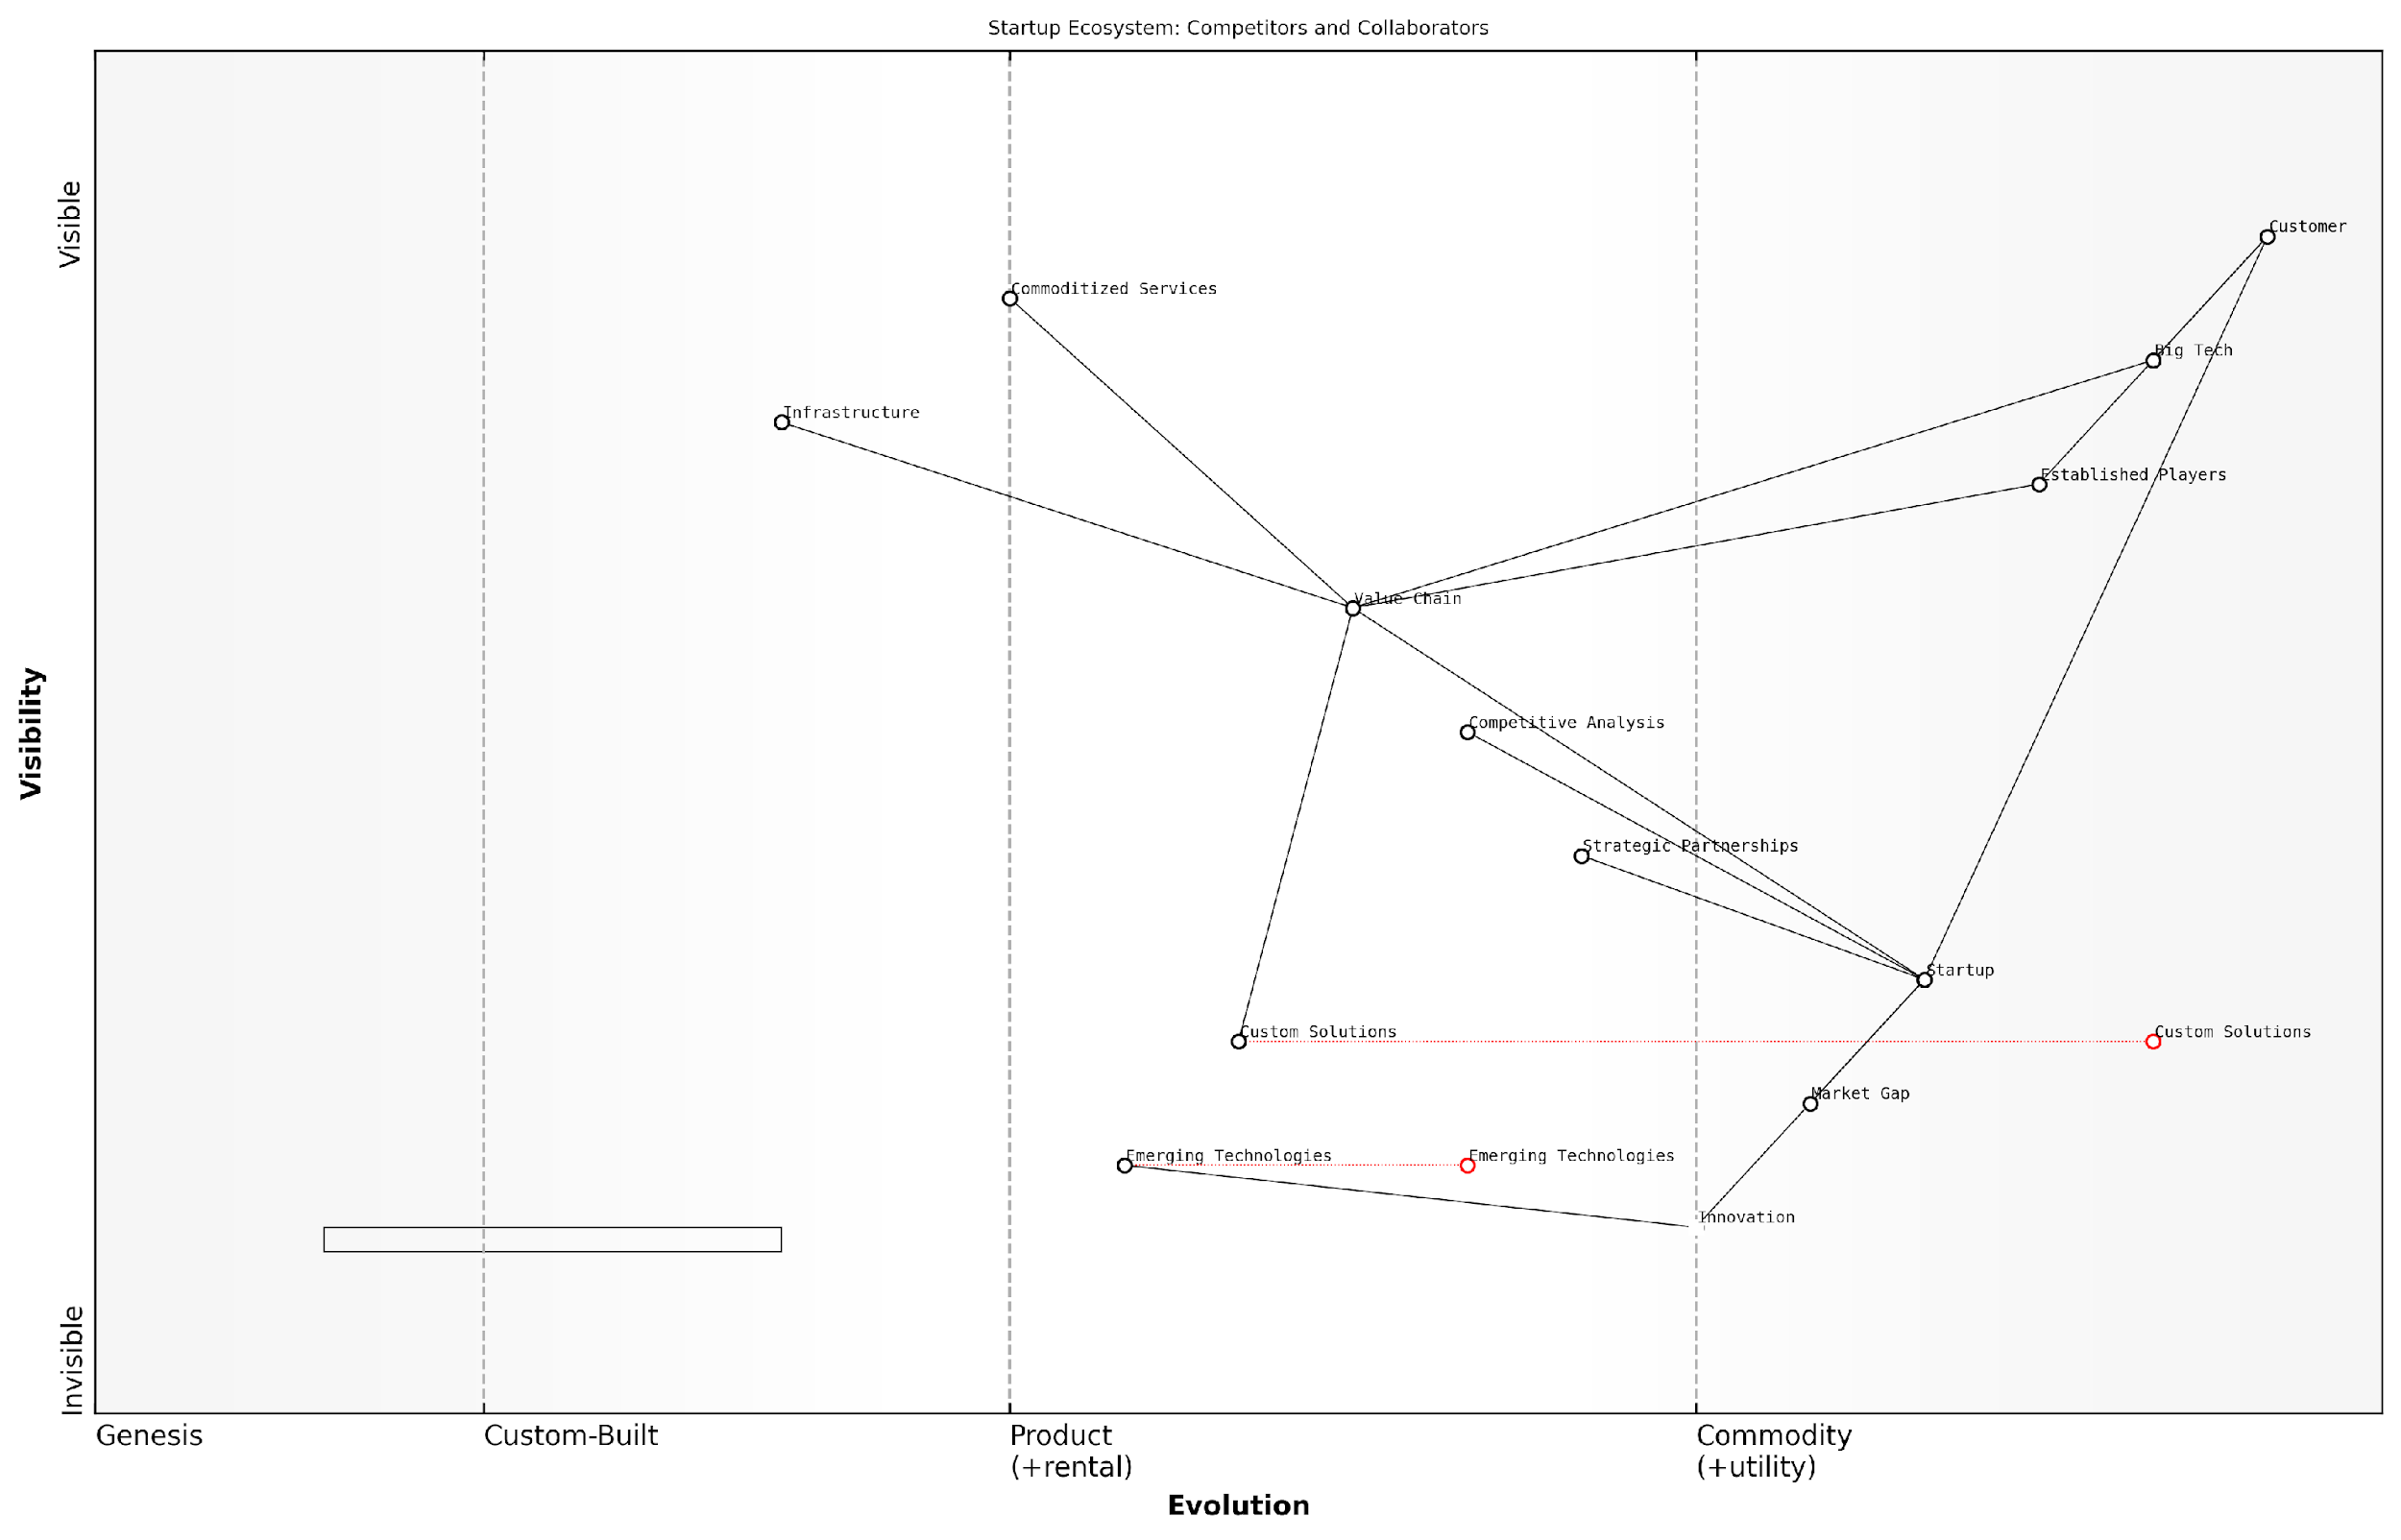 Startup Ecosystem: Competitors and Collaborators
Visible
Customer
Commoditized Services
Big Tech
Infrastructure
Established Players
Value Chain
Visibility
Competitive Analysis
Strategic Partnerships
Startup
Custom Solutions
Custom Solutions
Market Gap
Emerging Technologies
Emerging Technologies
Innovation
Invisible
Genesis
Custom-Built
Product
(+rental)
Commodity
(+utility)
Evolution